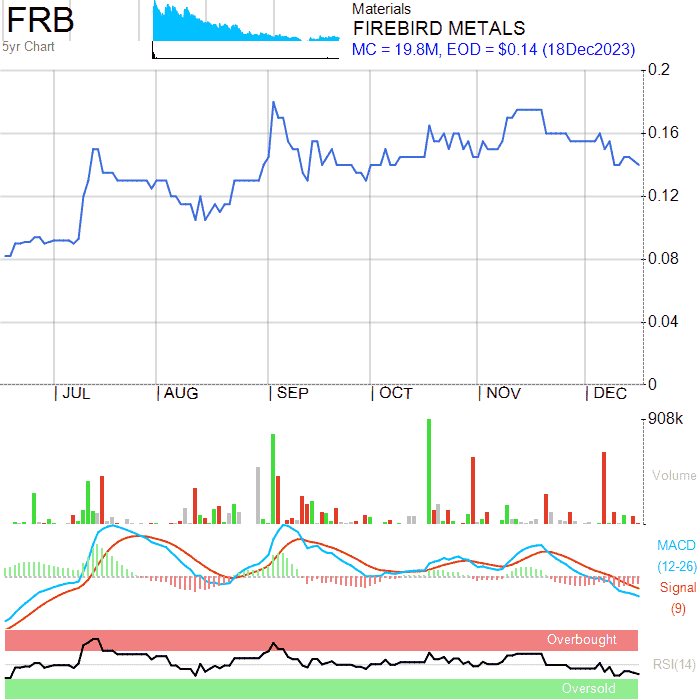 FRB
5yr Chart
Materials
FIREBIRD METALS
MC = 19.8M, EOD = $0.14 (18Dec2023)
0.2
0.16
0.12
0.08
0.04
0
JUL AUG SEP OCT NOV DEC
908k
Volume
MACD
(12-26)
Signal
(9)
Overbought
RSI(14)
Oversold